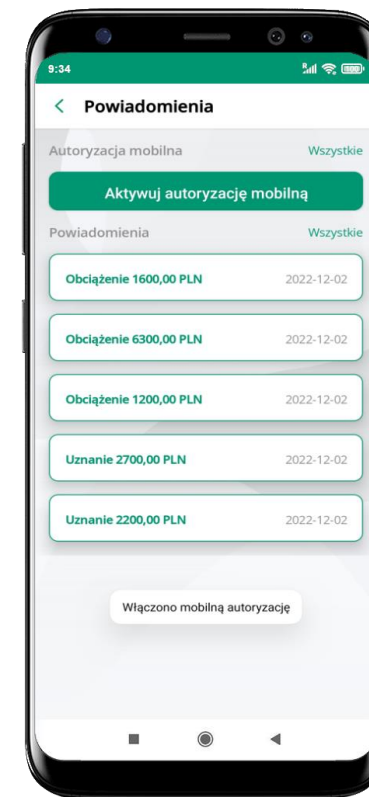 9:34
Powiadomienia
Autoryzacja mobilna Wszystkie
Aktywuj autoryzację mobilną
Powiadomienia Wszystkie
Obciążenie 1600,00 PLN 2022-12-02
Obciążenie 6300,00 PLN 2022-12-02
Obciążenie 1200,00 PLN 2022-12-02
Uznanie 2700,00 PLN 2022-12-02
Uznanie 2200,00 PLN 2022-12-02
Włączono mobilną autoryzację